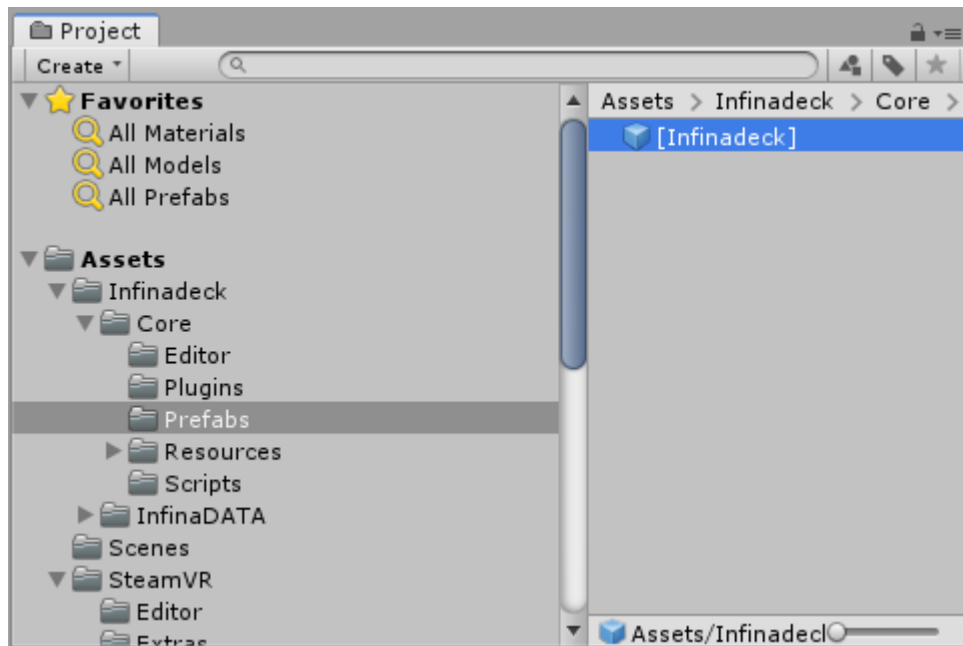 Project
Create
Favorites
All Materials
All Models
All Prefabs
Assets
Infinadeck
Core
Editor
Plugins
Prefabs
Resources
Scripts
InfinaDATA
Scenes
SteamVR
Editor
Extras
Assets > Infinadeck > Core >
[Infinadeck]
Assets/Infinadecl